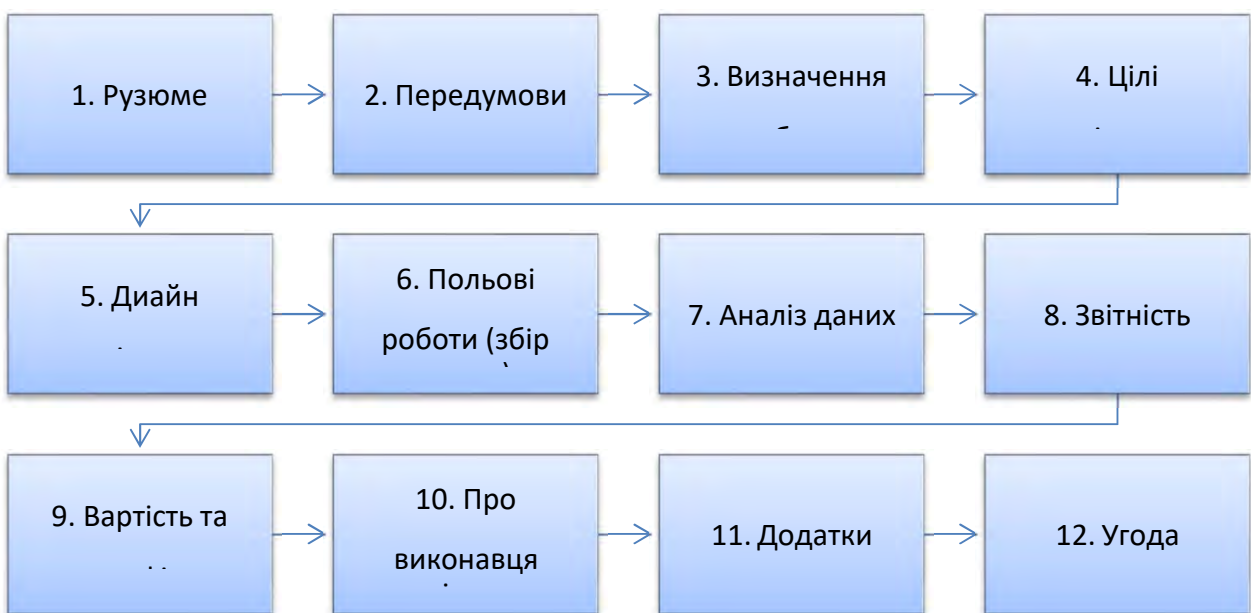 1. Рузюме
2. Передумови
3. Визначення
4. Цілі
5. Диайн
6. Польові
роботи (збір
7. Аналіз даних
8. Звітність
9. Вартість та
10. Про
виконавця
11. Додатки
12. Угода